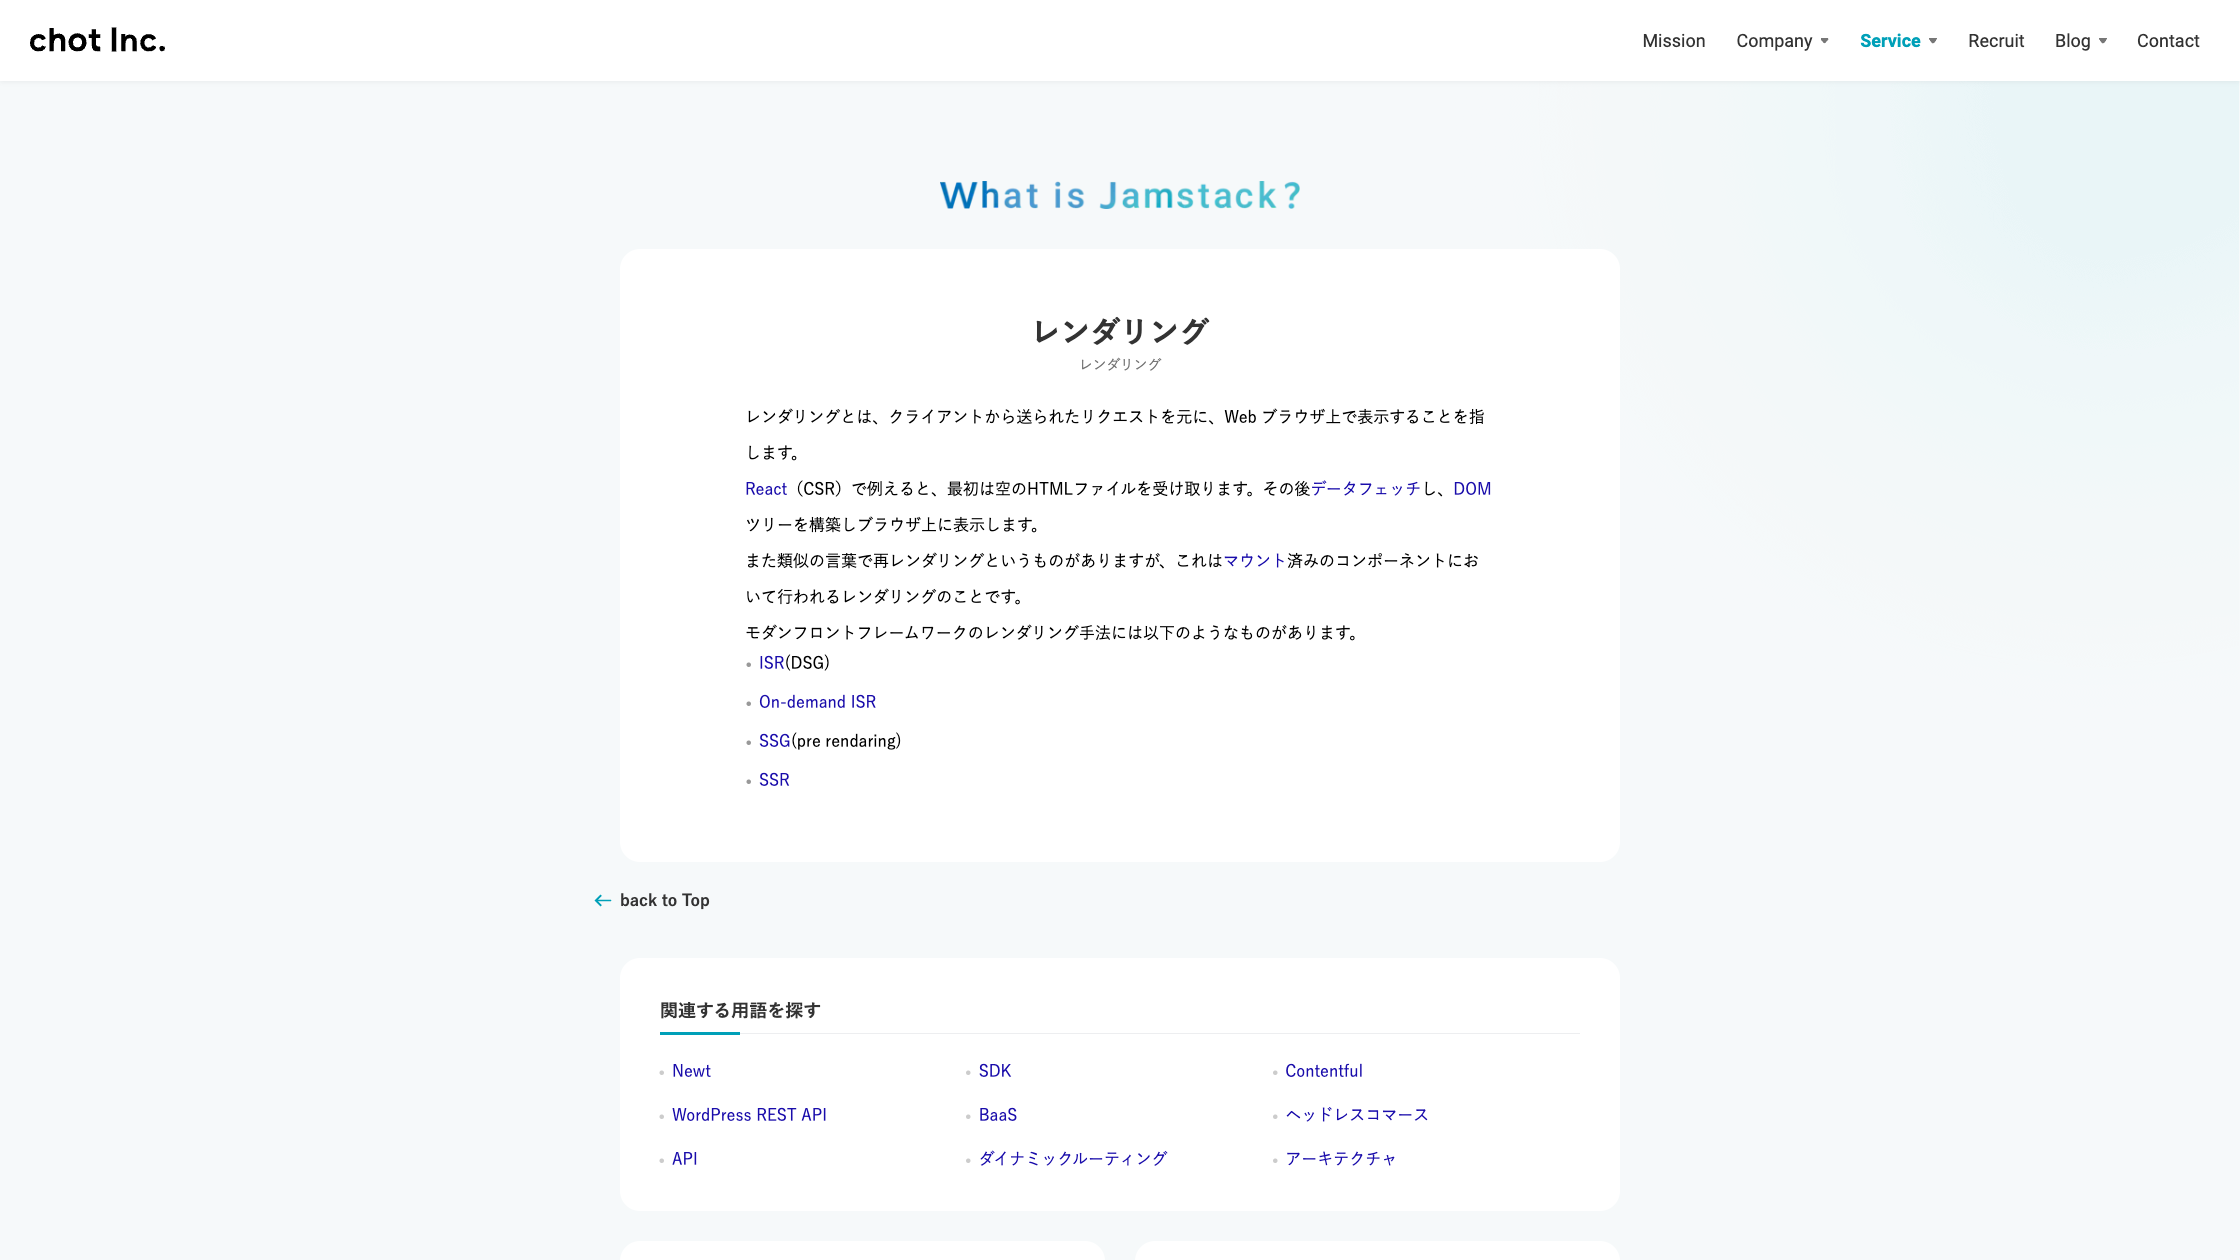 chot Inc.
Mission Company Service Recruit Blog Contact
What is Jamstack?
レンダリング
レンダリング
レンダリングとは、クライアントから送られたリクエストを元に、Web ブラウザ上で表示することを指
します。
React（CSR）で例えると、最初は空のHTMLファイルを受け取ります。その後データフェッチし、DOM
ツリーを構築しブラウザ上に表示します。
また類似の言葉で再レンダリングというものがありますが、これはマウント済みのコンポーネントにお
いて行われるレンダリングのことです。
モダンフロントフレームワークのレンダリング手法には以下のようなものがあります。
ISR(DSG)
On-demand ISR
SSG(pre rendaring)
SSR
back to Top
関連する用語を探す
Newt SDK Contentful
WordPress REST API BaaS ヘッドレスコマース
API ダイナミックルーティング アーキテクチャ